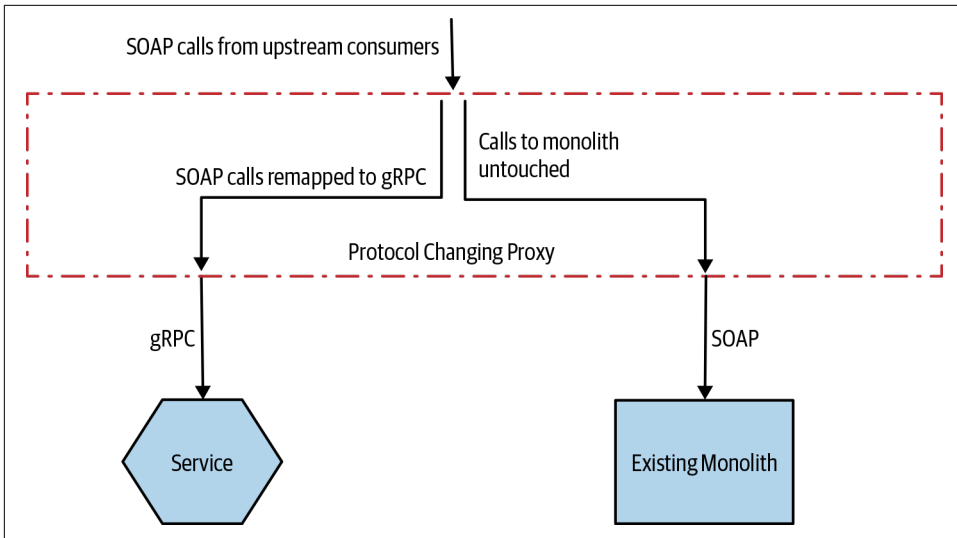 SOAP calls from upstream consumers
Calls to monolith
untouched
SOAP calls remapped to gRPC
Protocol Changing Proxy
gRPC
SOAP
Service
Existing Monolith